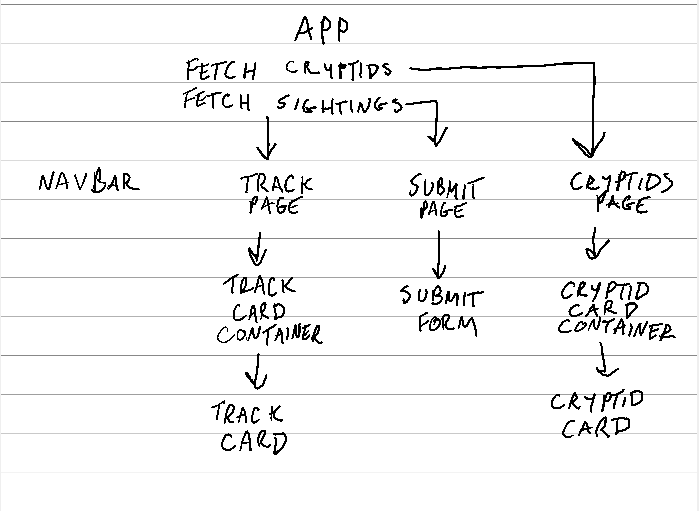 APP
FETCH CRYPTIDS
FETCH SIGHTINGS
NAVBAR
TRACK
PAGE
SUBMIT
PAGE
CRYPTIDS
PAGE
TRACK
CARD
CONTAINER
SUBMIT
FORM
CRYPTID
CARD
CONTAINER
TRACK
CARD
CRYPTID
CARD